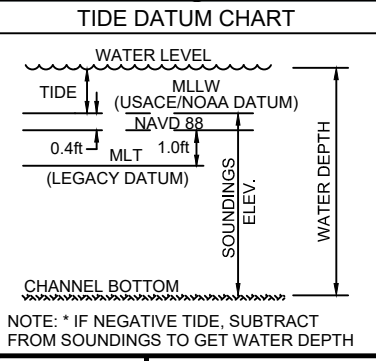 TIDE DATUM CHART
WATER LEVEL
TIDE
MLLW
(USACE/NOAA DATUM)
NAVD 88
0.4ft
1.0ft
MLT
(LEGACY DATUM)
SOUNDINGS
ELEV.
WATER DEPTH
CHANNEL BOTTOM
NOTE: * IF NEGATIVE TIDE, SUBTRACT
FROM SOUNDINGS TO GET WATER DEPTH